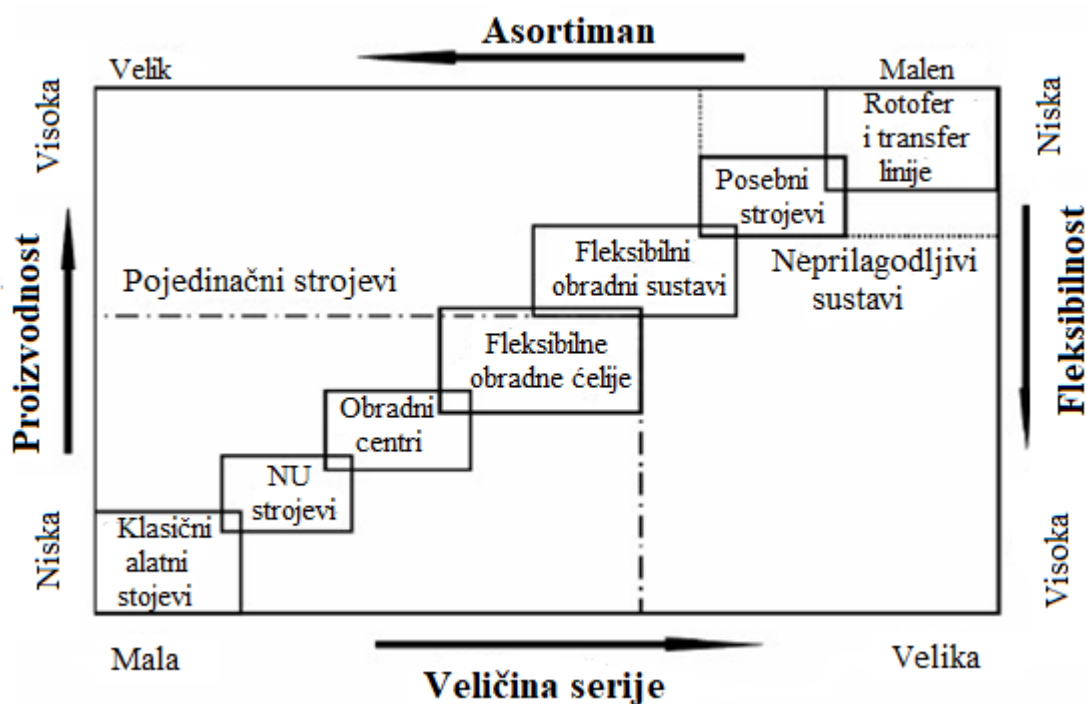 Asortiman
Velik
Malen
Visoka
Niska
Rotofer
i transfer
linije
Posebni
strojevi
Fleksibilni
obradni sustavi
Neprilagodljivi
sustavi
Pojedinačni strojevi
Proizvodnost
Fleksibilnost
Fleksibilne
obradne ćelije
Obradni
centri
NU
strojevi
Klasični
alatni
stojevi
Niska
Visoka
Mala
Velika
Veličina serije